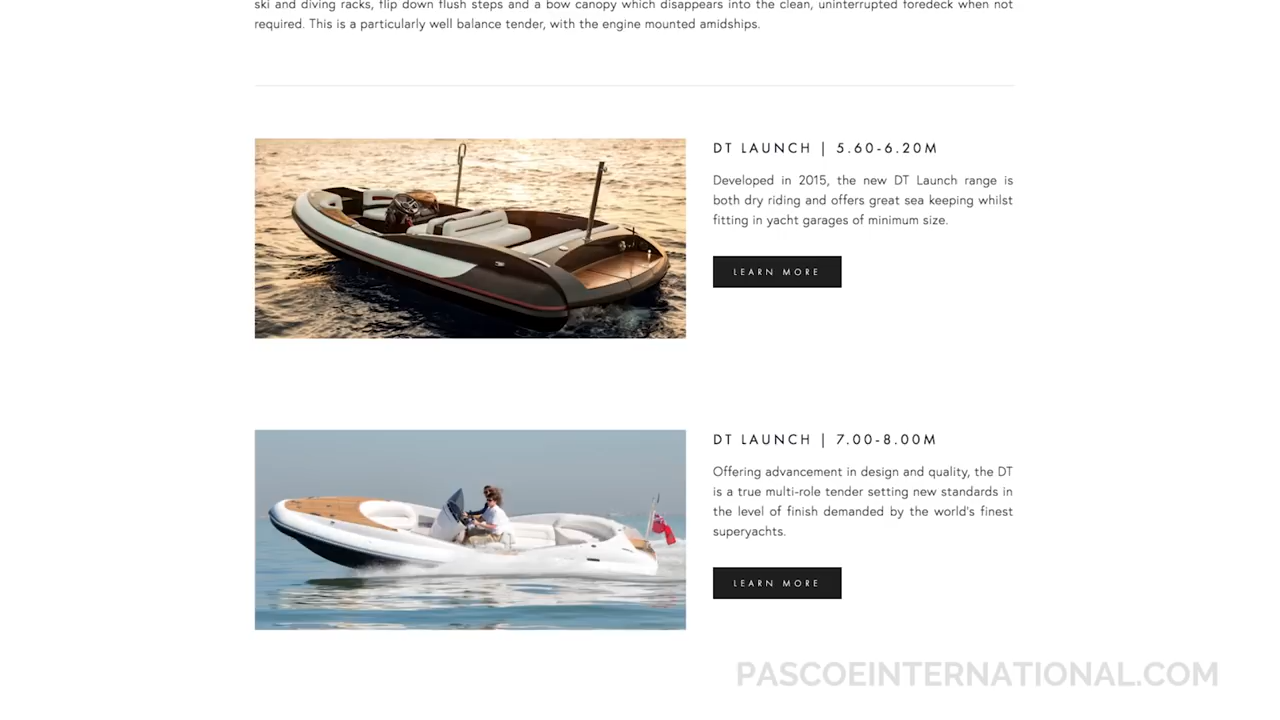 ski and diving racks, flip down flush steps and a bow canopy which disappears into the clean, uninterrupted foredeck when not
required. This is a particularly well balance tender, with the engine mounted amidships.
DT LAUNCH | 5.60-6.20M
Developed in 2015, the new DT Launch range is
both dry riding and offers great sea keeping whilst
fitting in yacht garages of minimum size.
LEARN MORE
DT LAUNCH | 7.00-8.00M
Offering advancement in design and quality, the DT
is a true multi-role tender setting new standards in
the level of finish demanded by the world's finest
superyachts.
LEARN MORE
PASCOEINTERNATIONAL.COM